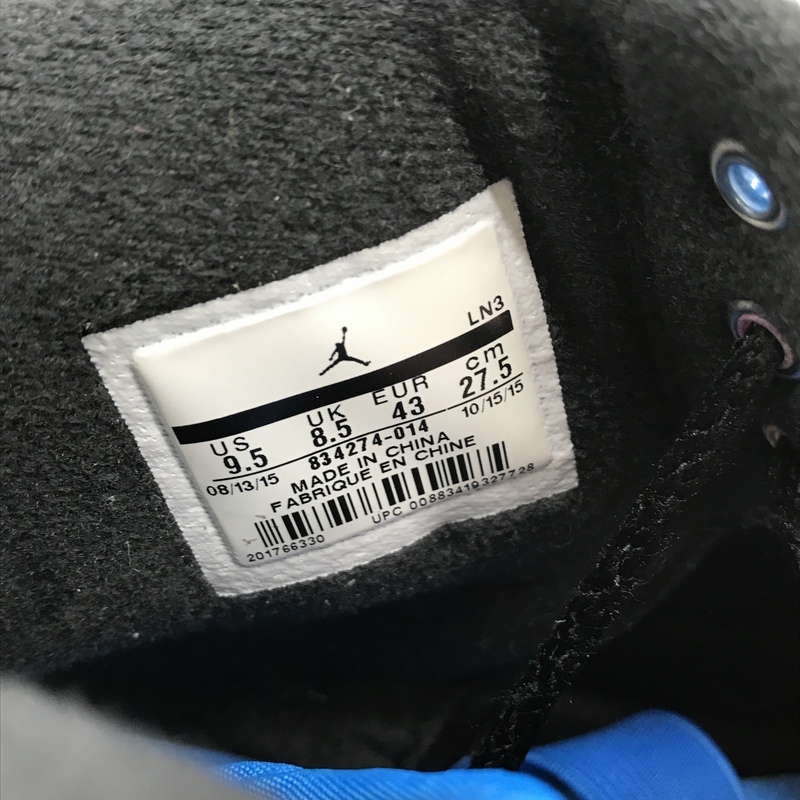 LN3
US UK EUR cm
9.5 8.5 43 27.5
08/13/15 834274-014 10/15/15
MADE IN CHINA
FABRIQUE EN CHINE
201766330 UPC 00883419327728